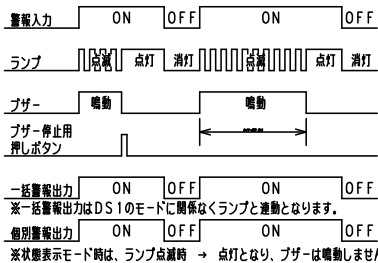 警報入力 ON OFF ON OFF
ランプ 点滅 点灯 消灯 点滅 点灯 消灯
ブザー 鳴動 鳴動
ブザー停止用
押しボタン
一括警報出力 ON OFF ON OFF
※一括警報出力はDS1のモードに関係なくランプと連動となります。
個別警報出力 ON OFF ON OFF
※状態表示モード時は、ランプ点滅時 → 点灯となり、ブザーは鳴動しません